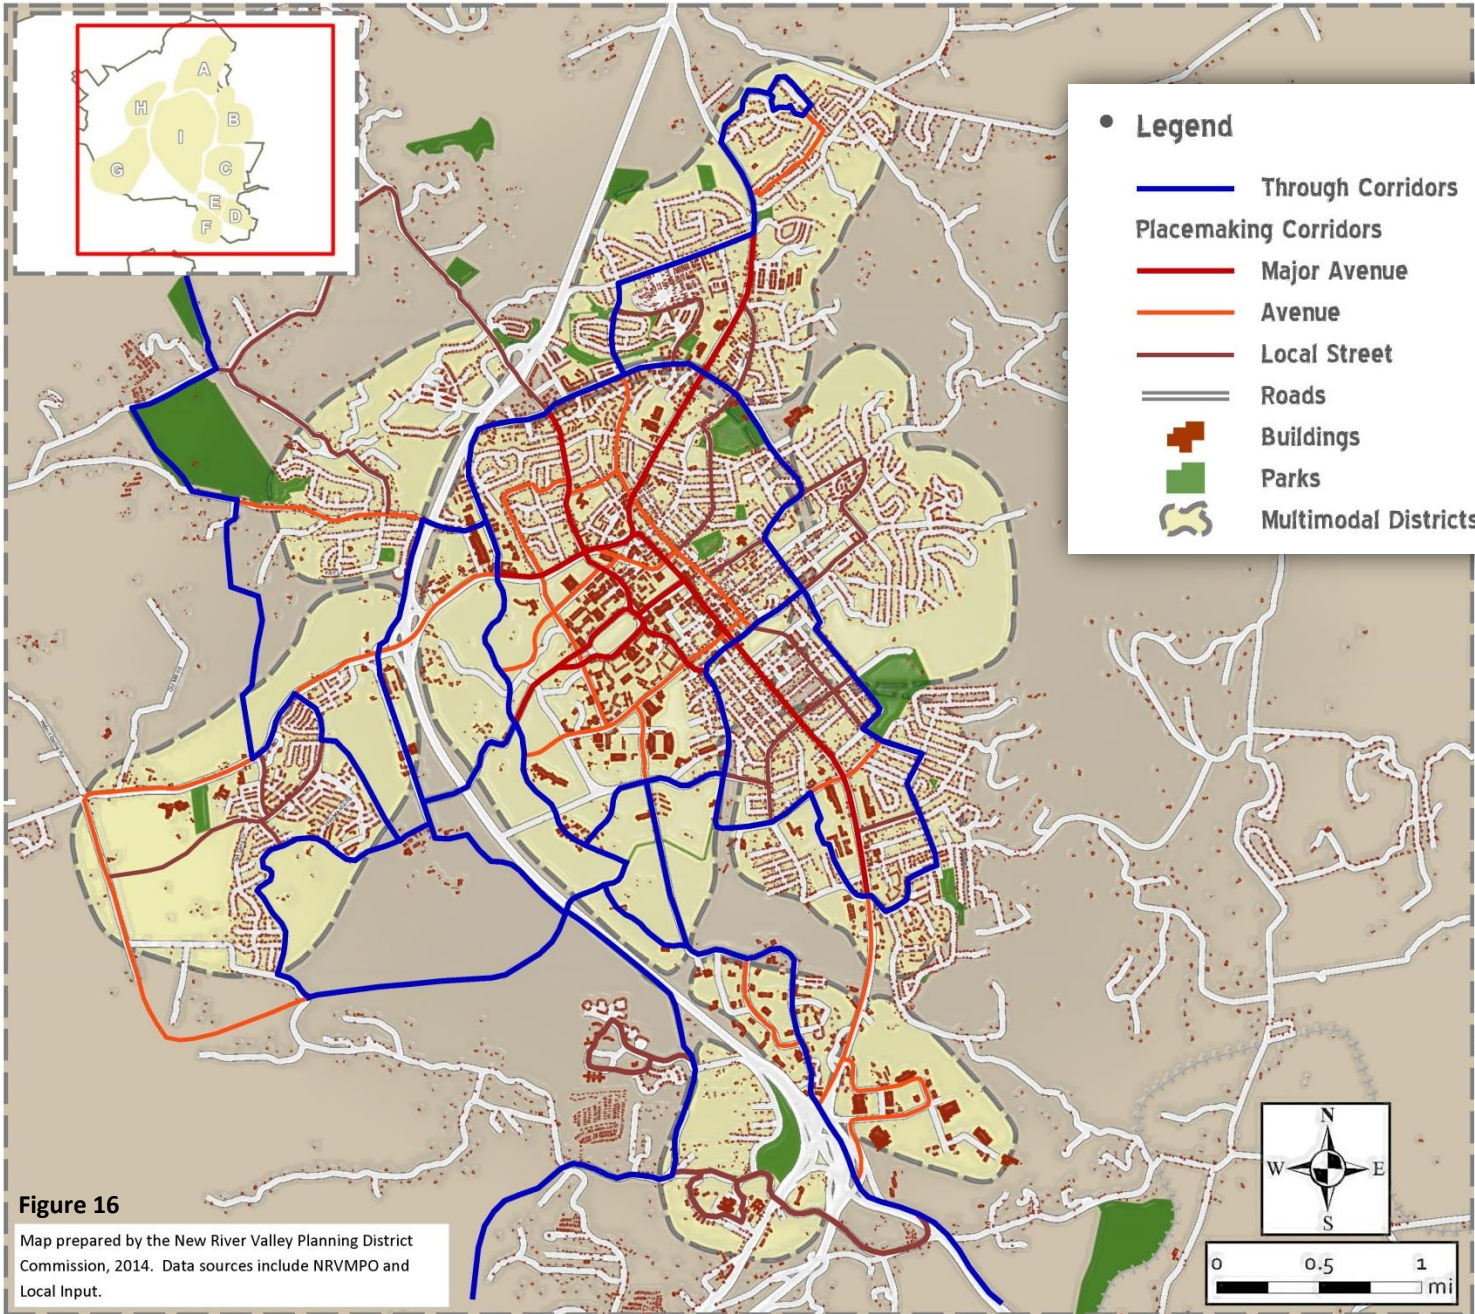 A
H
B
I
G
C
E
D
F
• Legend
Through Corridors
Placemaking Corridors
Major Avenue
Avenue
Local Street
Roads
Buildings
Parks
Multimodal Districts
N
W E
S
0 0.5 1
mi
Figure 16
Map prepared by the New River Valley Planning District
Commission, 2014. Data sources include NRVMPO and
Local Input.